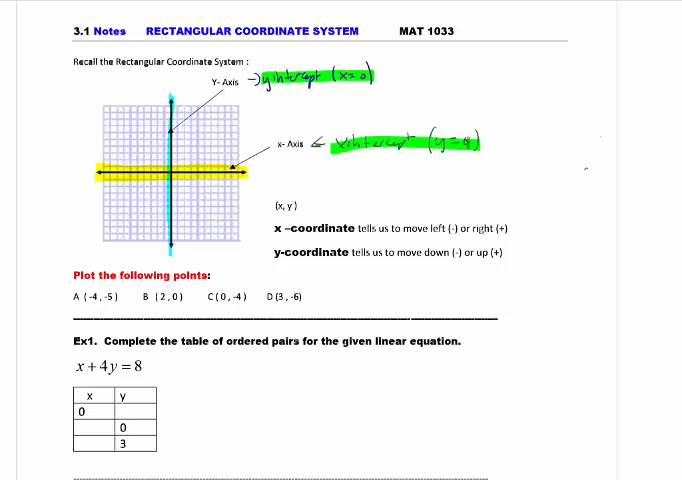 3.1 Notes RECTANGULAR COORDINATE SYSTEM MAT 1033
Recall the Rectangular Coordinate System :
Y- Axis → y intercept (x=0)
x- Axis ← x intercept (y=0)
(x, y )
x –coordinate tells us to move left (-) or right (+)
y-coordinate tells us to move down (-) or up (+)
Plot the following points:
A (-4 , -5 ) B ( 2 , 0 ) C ( 0 , -4 ) D (3 , -6)
Ex1. Complete the table of ordered pairs for the given linear equation.
x + 4y = 8
x y
0
0
3